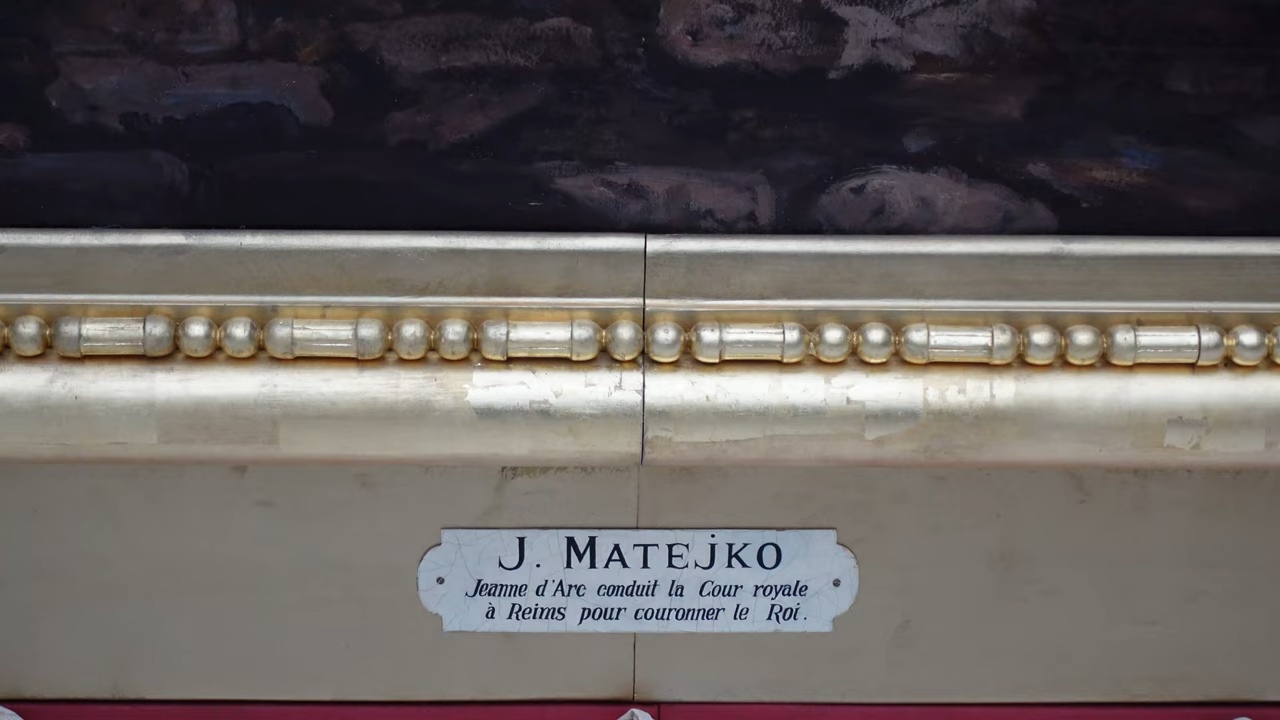 J. MATEJKO
Jeanne d'Arc conduit la Cour royale
à Reims pour couronner le Roi.